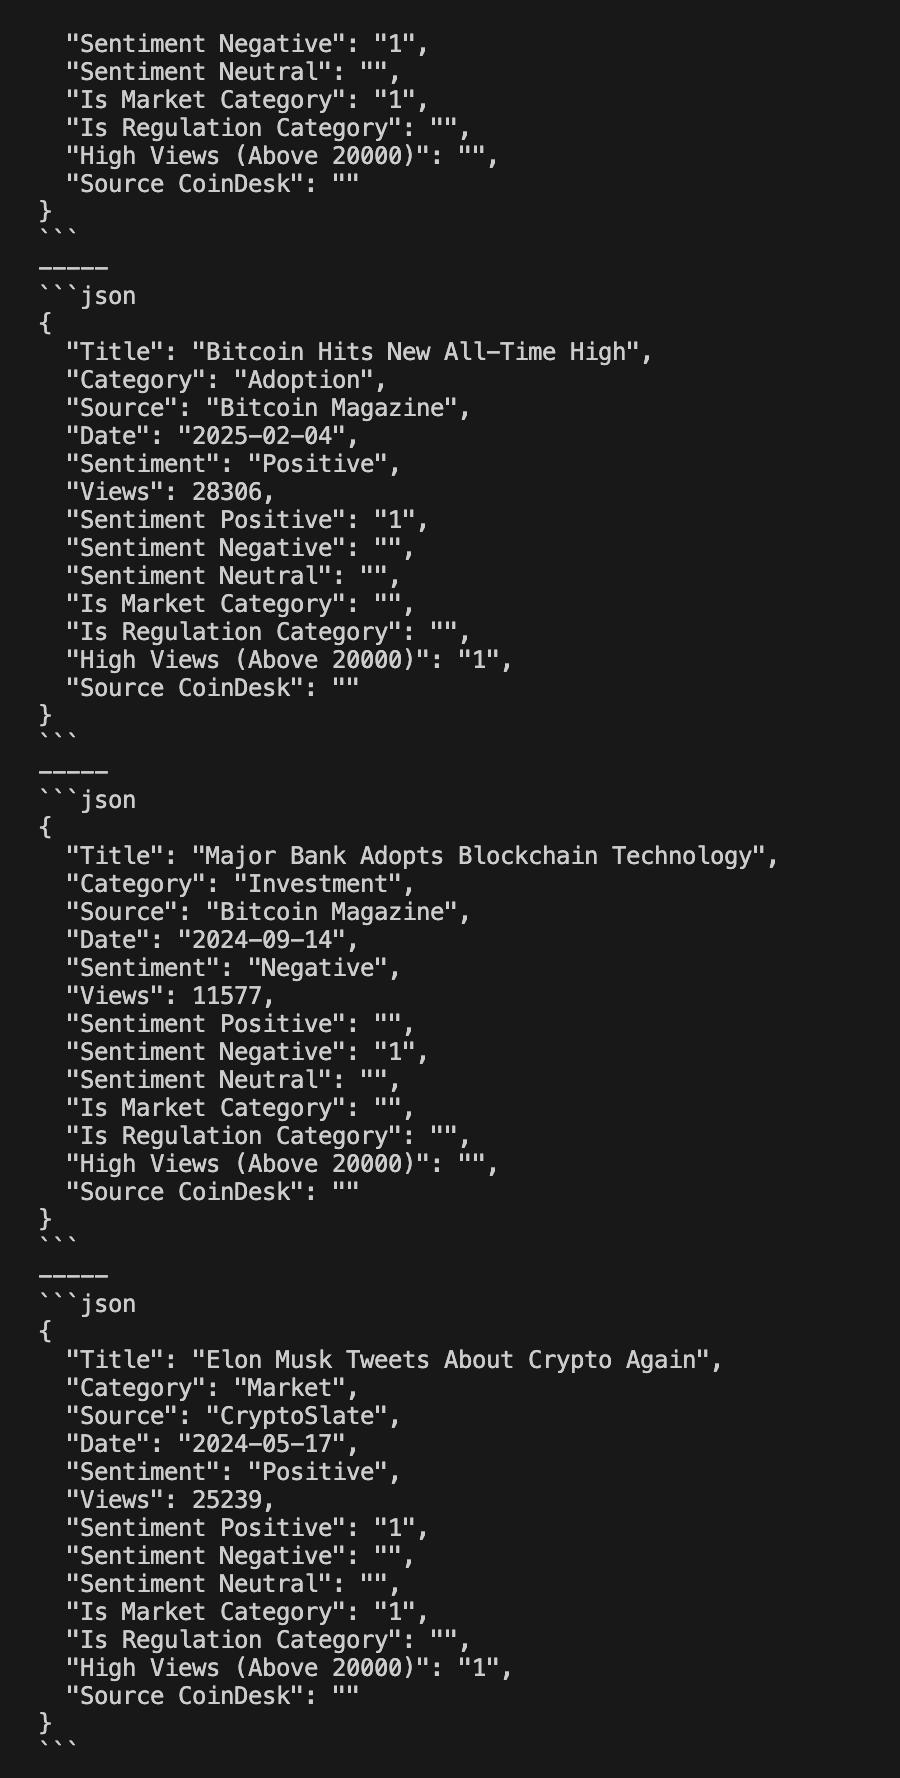 "Sentiment Negative": "1",
"Sentiment Neutral": "",
"Is Market Category": "1",
"Is Regulation Category": "",
"High Views (Above 20000)": "",
"Source CoinDesk": ""
}
```
-----
```json
{
"Title": "Bitcoin Hits New All-Time High",
"Category": "Adoption",
"Source": "Bitcoin Magazine",
"Date": "2025-02-04",
"Sentiment": "Positive",
"Views": 28306,
"Sentiment Positive": "1",
"Sentiment Negative": "",
"Sentiment Neutral": "",
"Is Market Category": "",
"Is Regulation Category": "",
"High Views (Above 20000)": "1",
"Source CoinDesk": ""
}
```
-----
```json
{
"Title": "Major Bank Adopts Blockchain Technology",
"Category": "Investment",
"Source": "Bitcoin Magazine",
"Date": "2024-09-14",
"Sentiment": "Negative",
"Views": 11577,
"Sentiment Positive": "",
"Sentiment Negative": "1",
"Sentiment Neutral": "",
"Is Market Category": "",
"Is Regulation Category": "",
"High Views (Above 20000)": "",
"Source CoinDesk": ""
}
```
-----
```json
{
"Title": "Elon Musk Tweets About Crypto Again",
"Category": "Market",
"Source": "CryptoSlate",
"Date": "2024-05-17",
"Sentiment": "Positive",
"Views": 25239,
"Sentiment Positive": "1",
"Sentiment Negative": "",
"Sentiment Neutral": "",
"Is Market Category": "1",
"Is Regulation Category": "",
"High Views (Above 20000)": "1",
"Source CoinDesk": ""
}
```